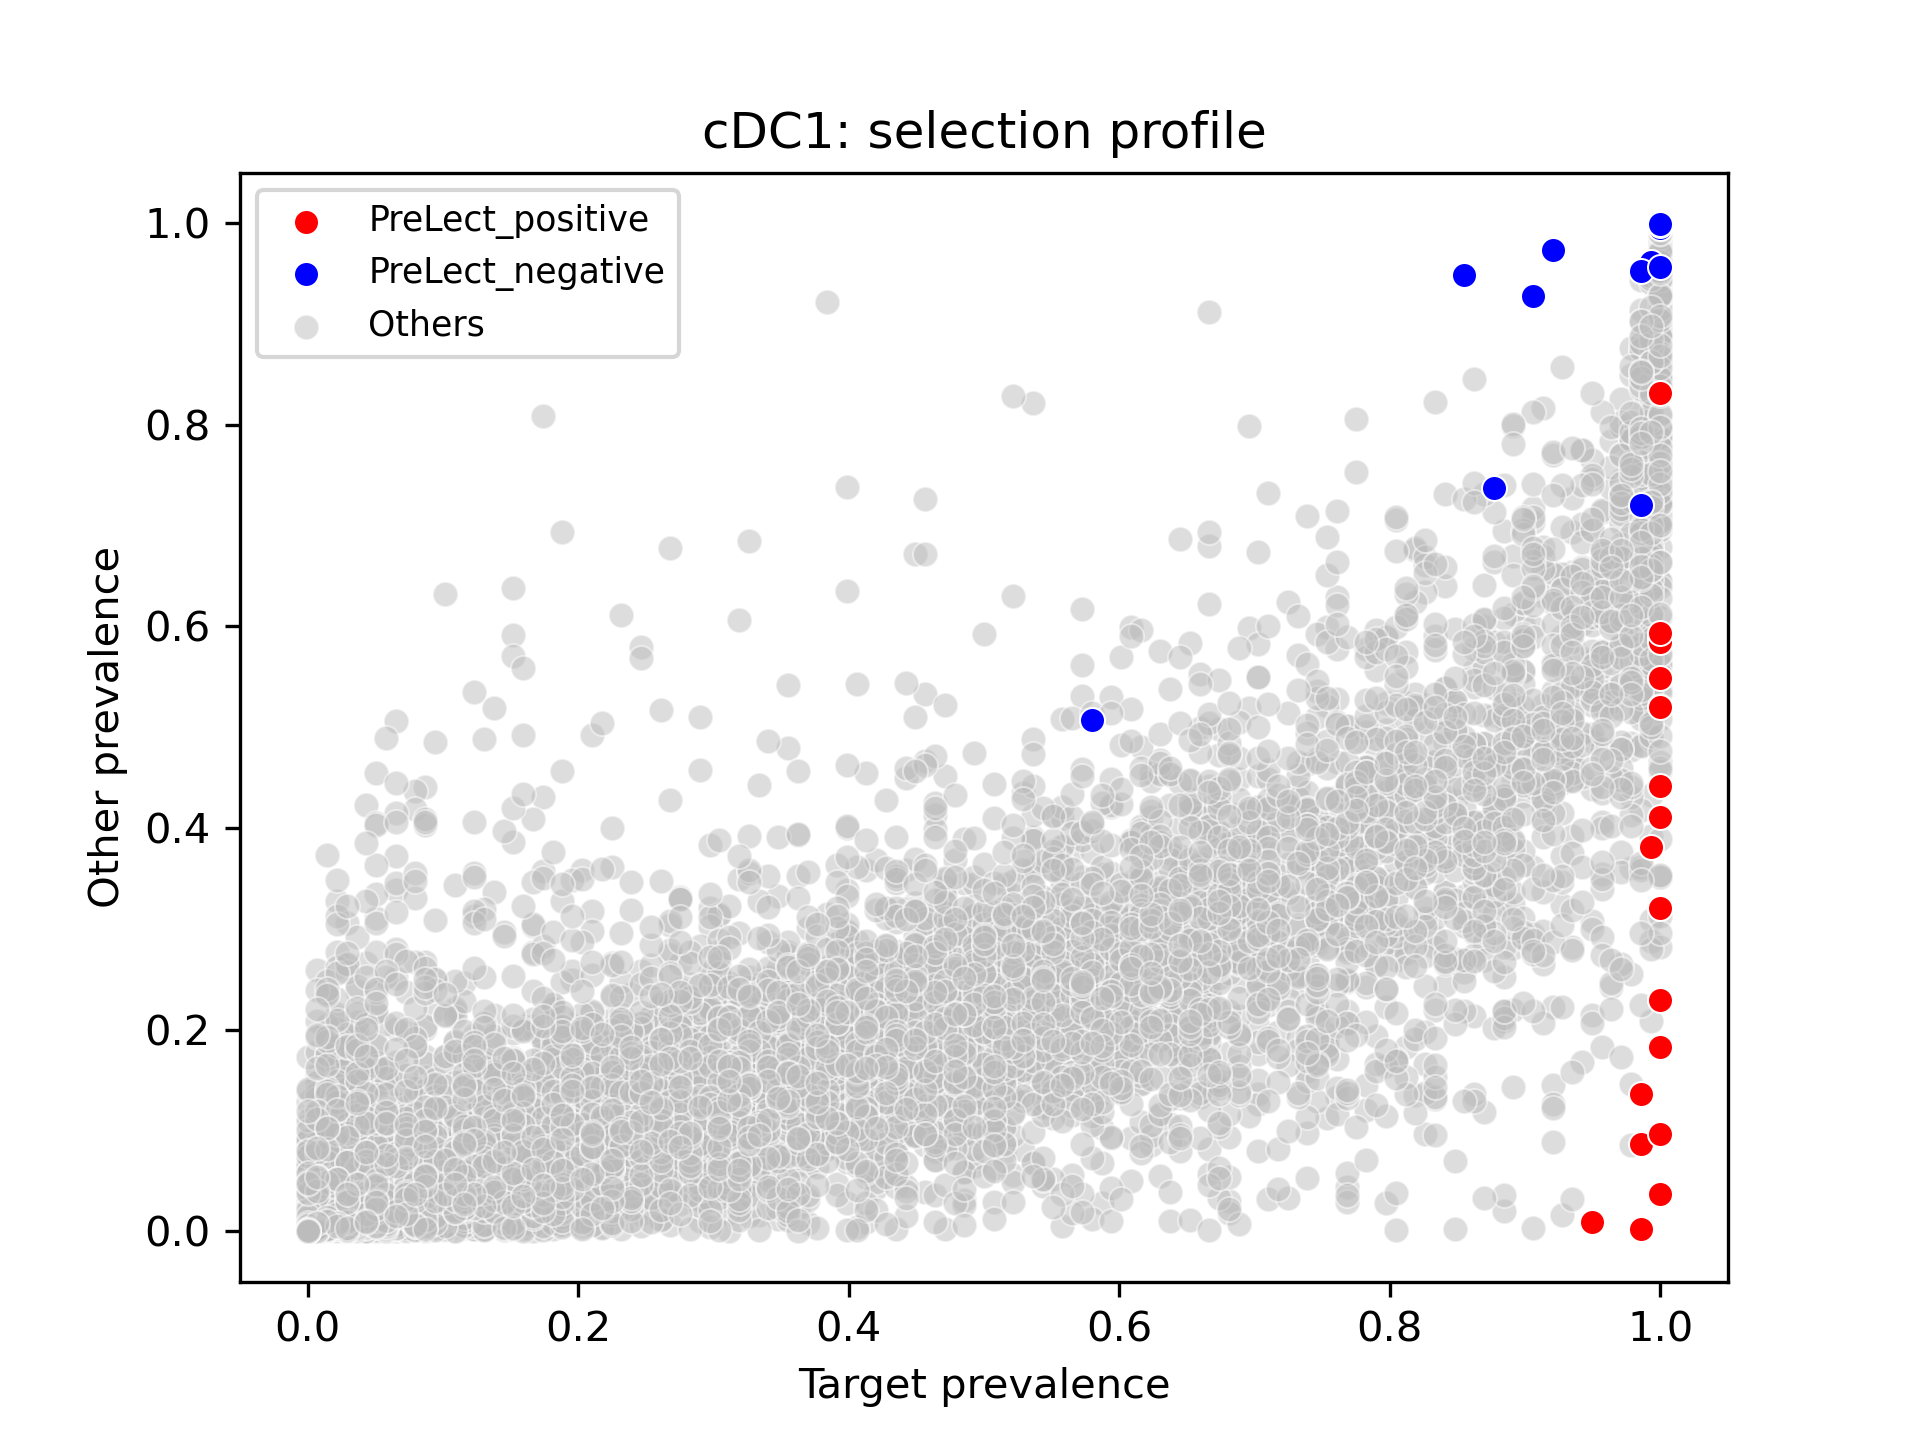 cDC1: selection profile
PreLect_positive
PreLect_negative
Others
1.0
0.8
0.6
0.4
0.2
0.0
Other prevalence
0.0 0.2 0.4 0.6 0.8 1.0
Target prevalence